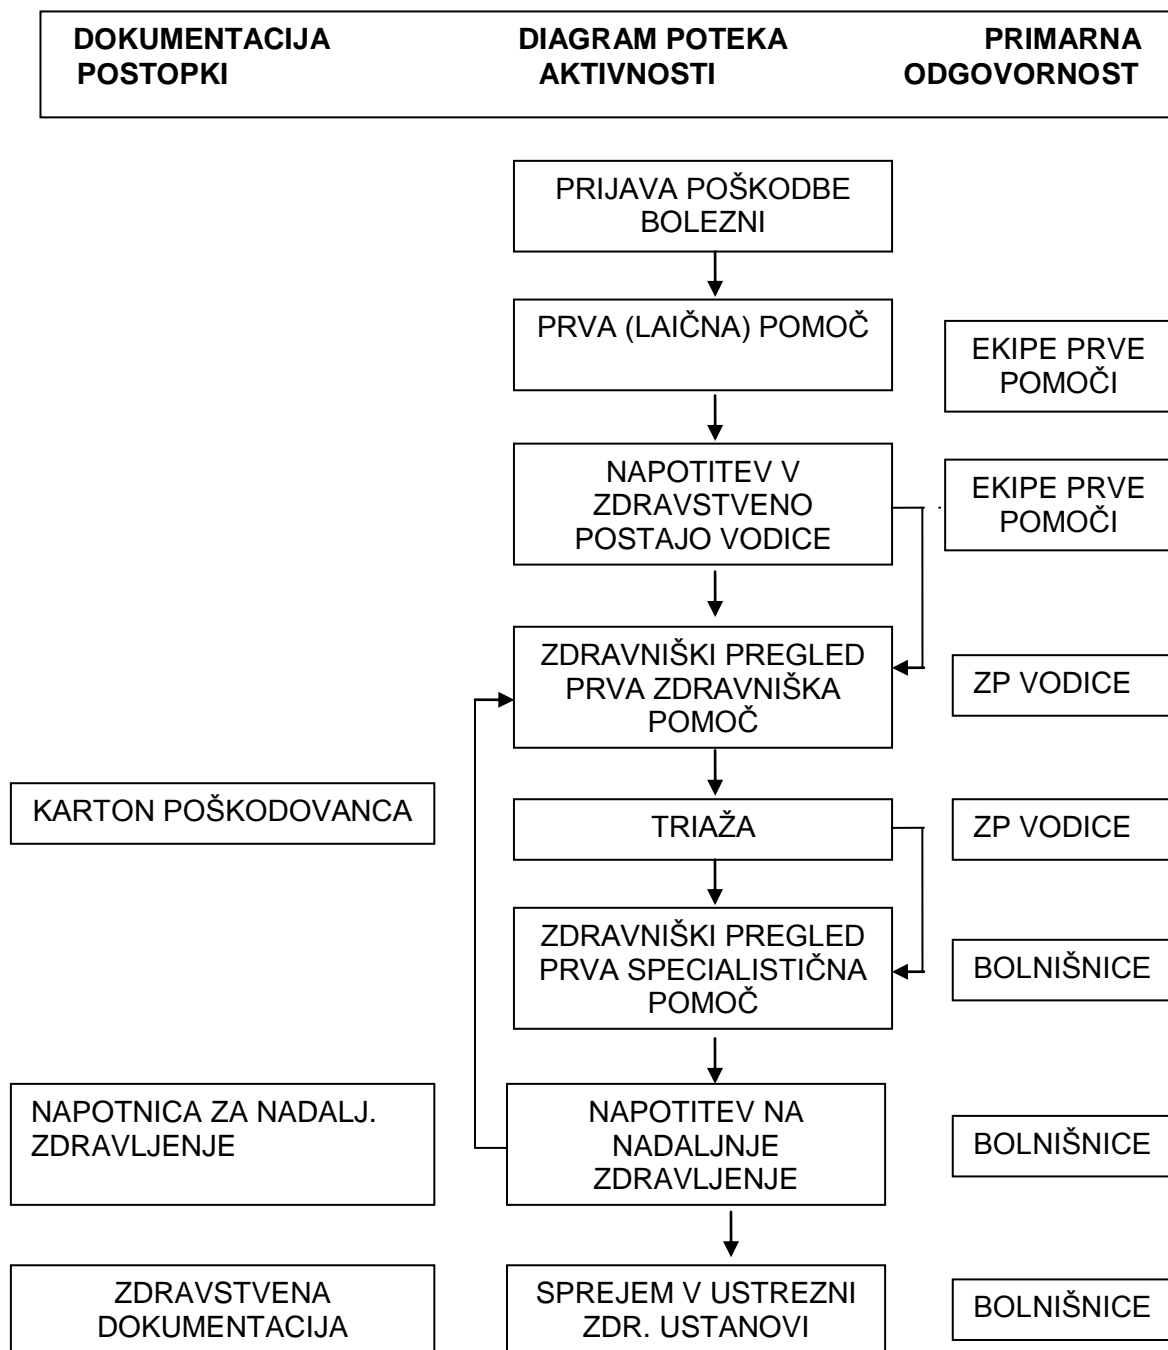 DOKUMENTACIJA DIAGRAM POTEKA PRIMARNA
POSTOPKI AKTIVNOSTI ODGOVORNOST
PRIJAVA POŠKODBE
BOLEZNI
PRVA (LAIČNA) POMOČ
EKIPE PRVE
POMOČI
NAPOTITEV V
ZDRAVSTVENO
POSTAJO VODICE
EKIPE PRVE
POMOČI
ZDRAVNIŠKI PREGLED
PRVA ZDRAVNIŠKA
POMOČ
ZP VODICE
KARTON POŠKODOVANCA
TRIAŽA
ZP VODICE
ZDRAVNIŠKI PREGLED
PRVA SPECIALISTIČNA
POMOČ
BOLNIŠNICE
NAPOTNICA ZA NADALJ.
ZDRAVLJENJE
NAPOTITEV NA
NADALJNJE
ZDRAVLJENJE
BOLNIŠNICE
ZDRAVSTVENA
DOKUMENTACIJA
SPREJEM V USTREZNI
ZDR. USTANOVI
BOLNIŠNICE